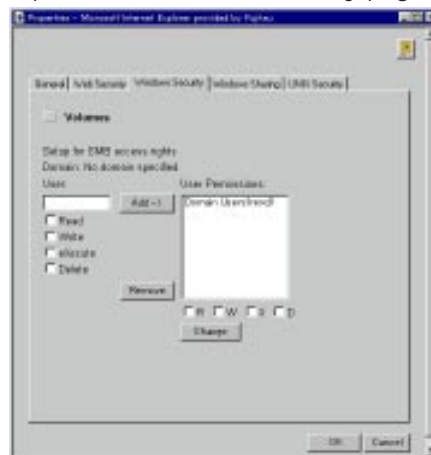 Properties - Microsoft Internet Explorer provided by Fujitsu
General Web Security Windows Security Windows Sharing UNIX Security
Volumes
Setup for SMB access rights
Domain: No domain specified
User: User Permissions:
Add -> Domain Users
Read
Write
eXecute
Delete
Remove
R W X D
Change
OK Cancel